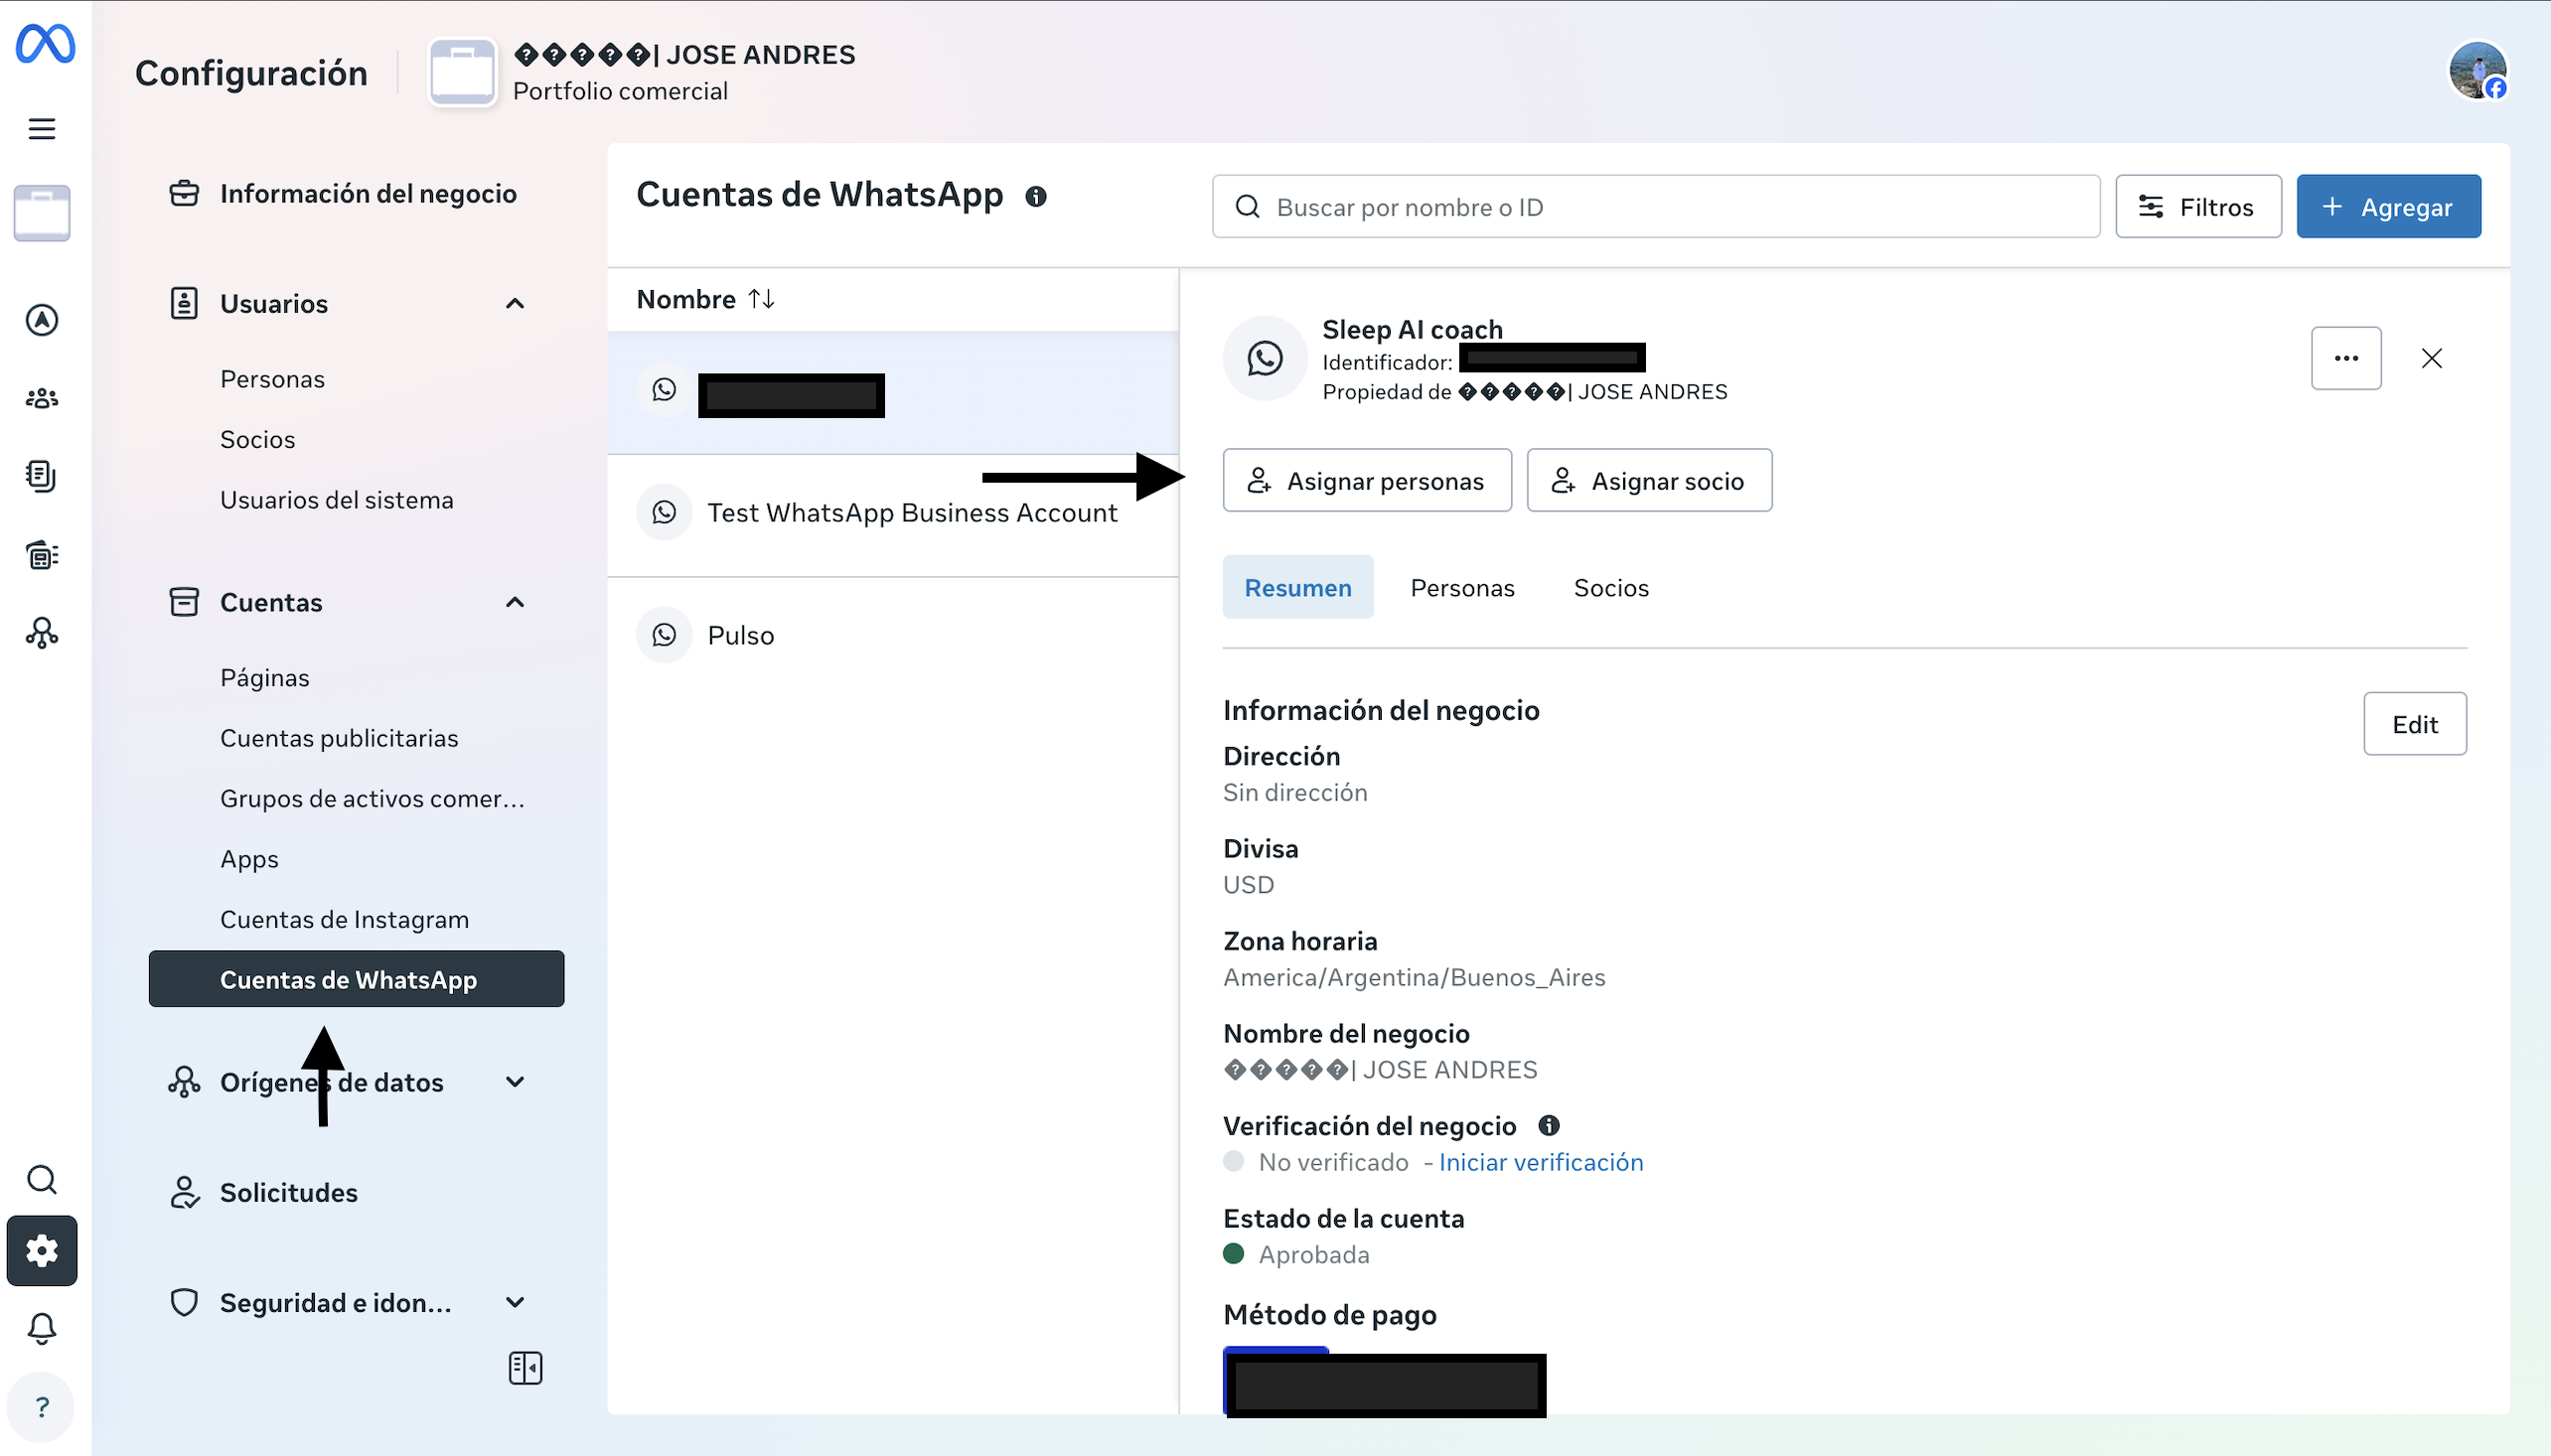 Configuración
�����| JOSE ANDRES
Portfolio comercial
Información del negocio
Usuarios
Personas
Socios
Usuarios del sistema
Cuentas
Páginas
Cuentas publicitarias
Grupos de activos comer...
Apps
Cuentas de Instagram
Cuentas de WhatsApp
Orígenes de datos
Solicitudes
Seguridad e idon...
?
Cuentas de WhatsApp
Buscar por nombre o ID
Filtros
+ Agregar
Nombre ↑↓
Test WhatsApp Business Account
Pulso
Sleep AI coach
Identificador:
Propiedad de �����| JOSE ANDRES
Asignar personas
Asignar socio
Resumen
Personas
Socios
Información del negocio
Edit
Dirección
Sin dirección
Divisa
USD
Zona horaria
America/Argentina/Buenos_Aires
Nombre del negocio
�����| JOSE ANDRES
Verificación del negocio
No verificado - Iniciar verificación
Estado de la cuenta
Aprobada
Método de pago